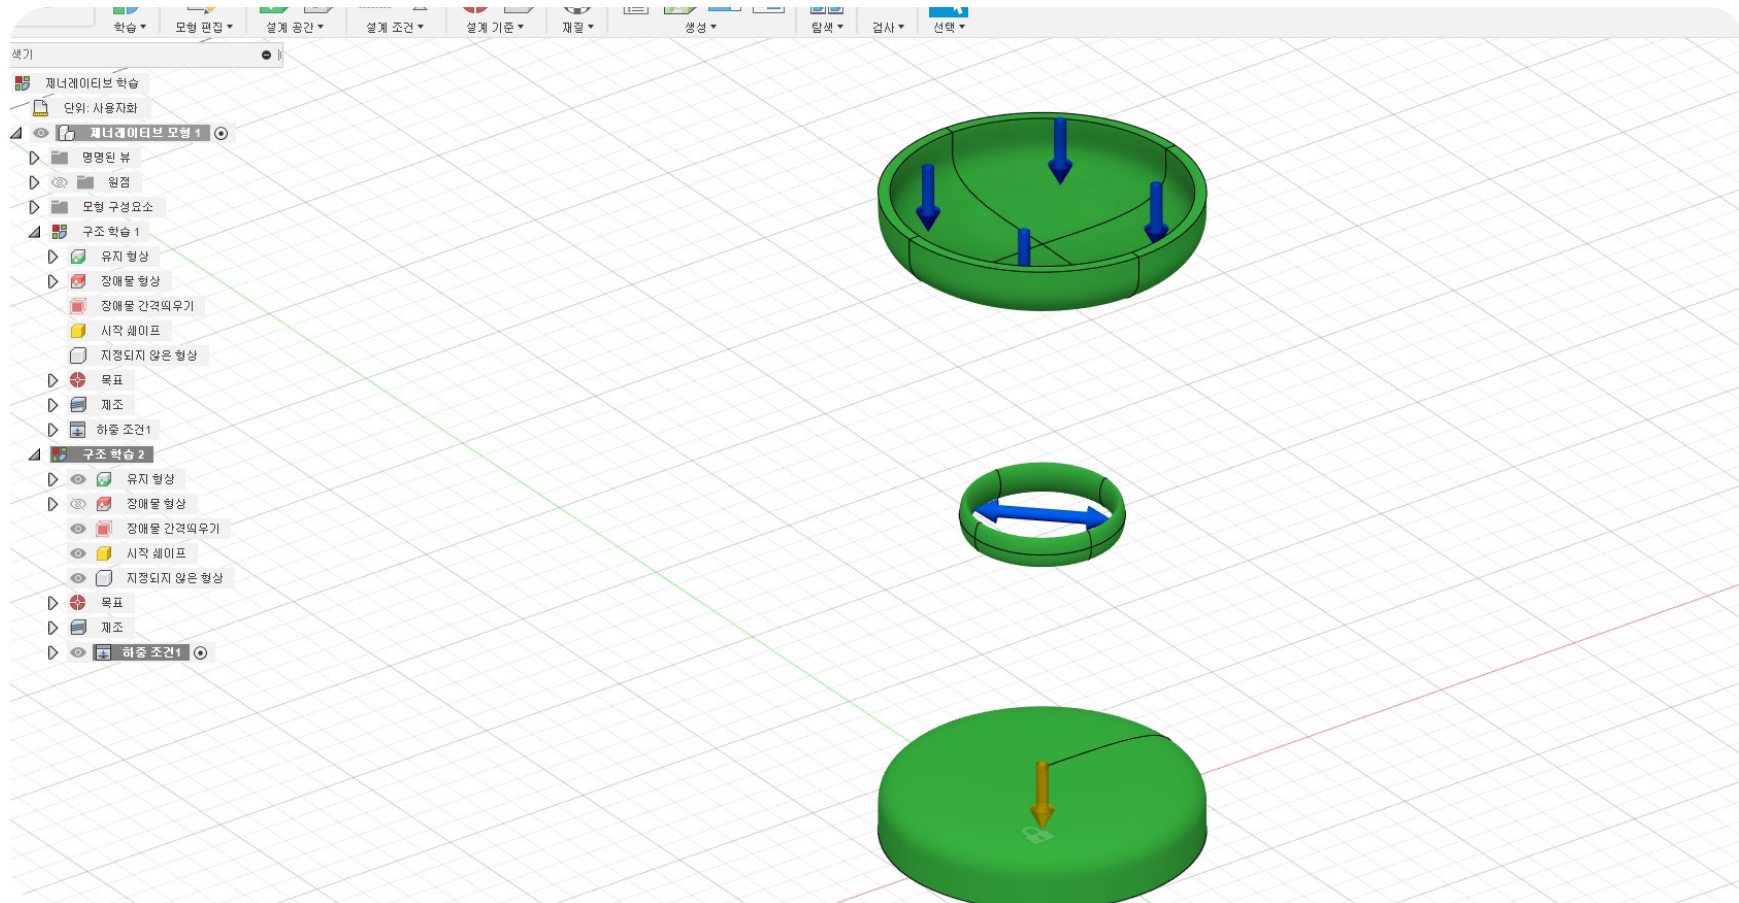 학습 모형 편집 설계 공간 설계 조건 설계 기준 재질 생성 탐색 검사 선택
색기
제너레이티브 학습
단위: 사용자화
제너레이티브 모형 1
명명된 뷰
원점
모형 구성요소
구조 학습 1
유지 형상
장애물 형상
장애물 간격띄우기
시작 셰이프
지정되지 않은 형상
목표
제조
하중 조건1
구조 학습 2
유지 형상
장애물 형상
장애물 간격띄우기
시작 셰이프
지정되지 않은 형상
목표
제조
하중 조건1